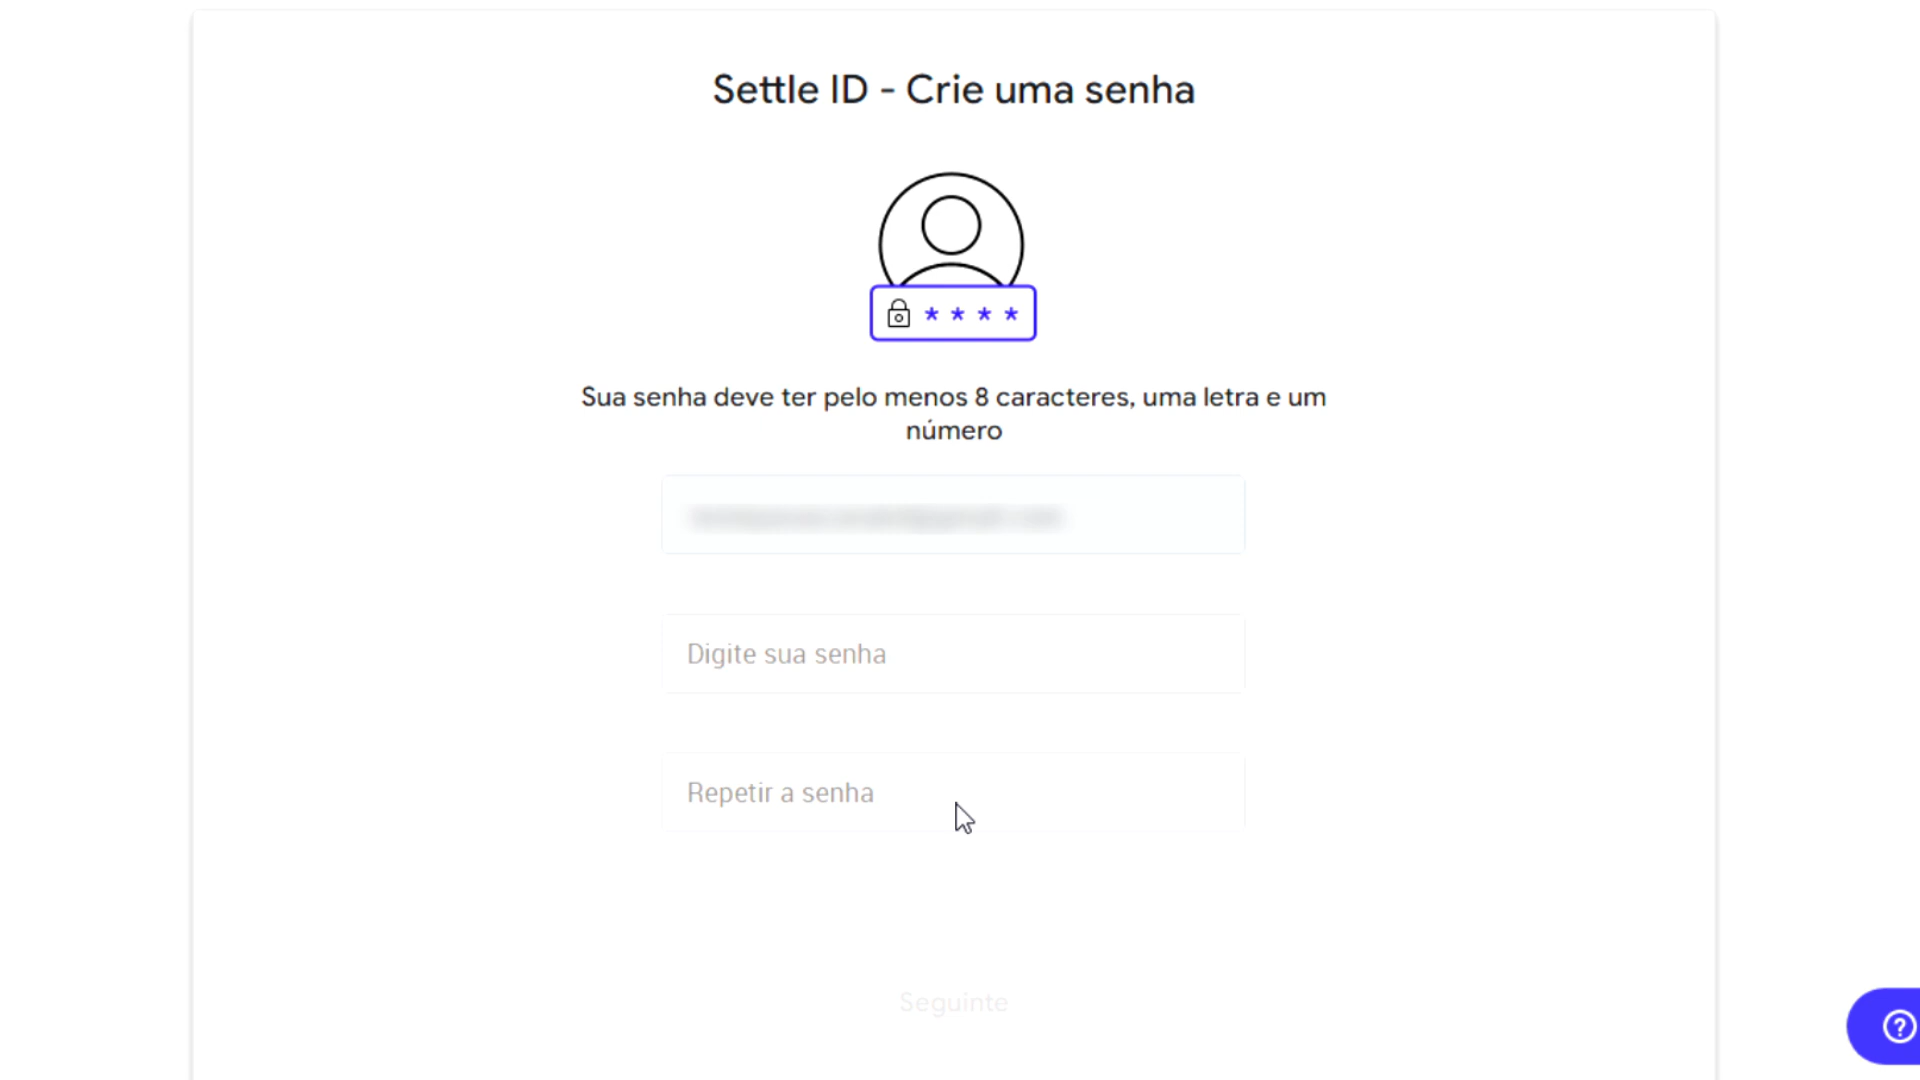 Settle ID - Crie uma senha
* * * *
Sua senha deve ter pelo menos 8 caracteres, uma letra e um
número
Digite sua senha
Repetir a senha
Seguinte
?